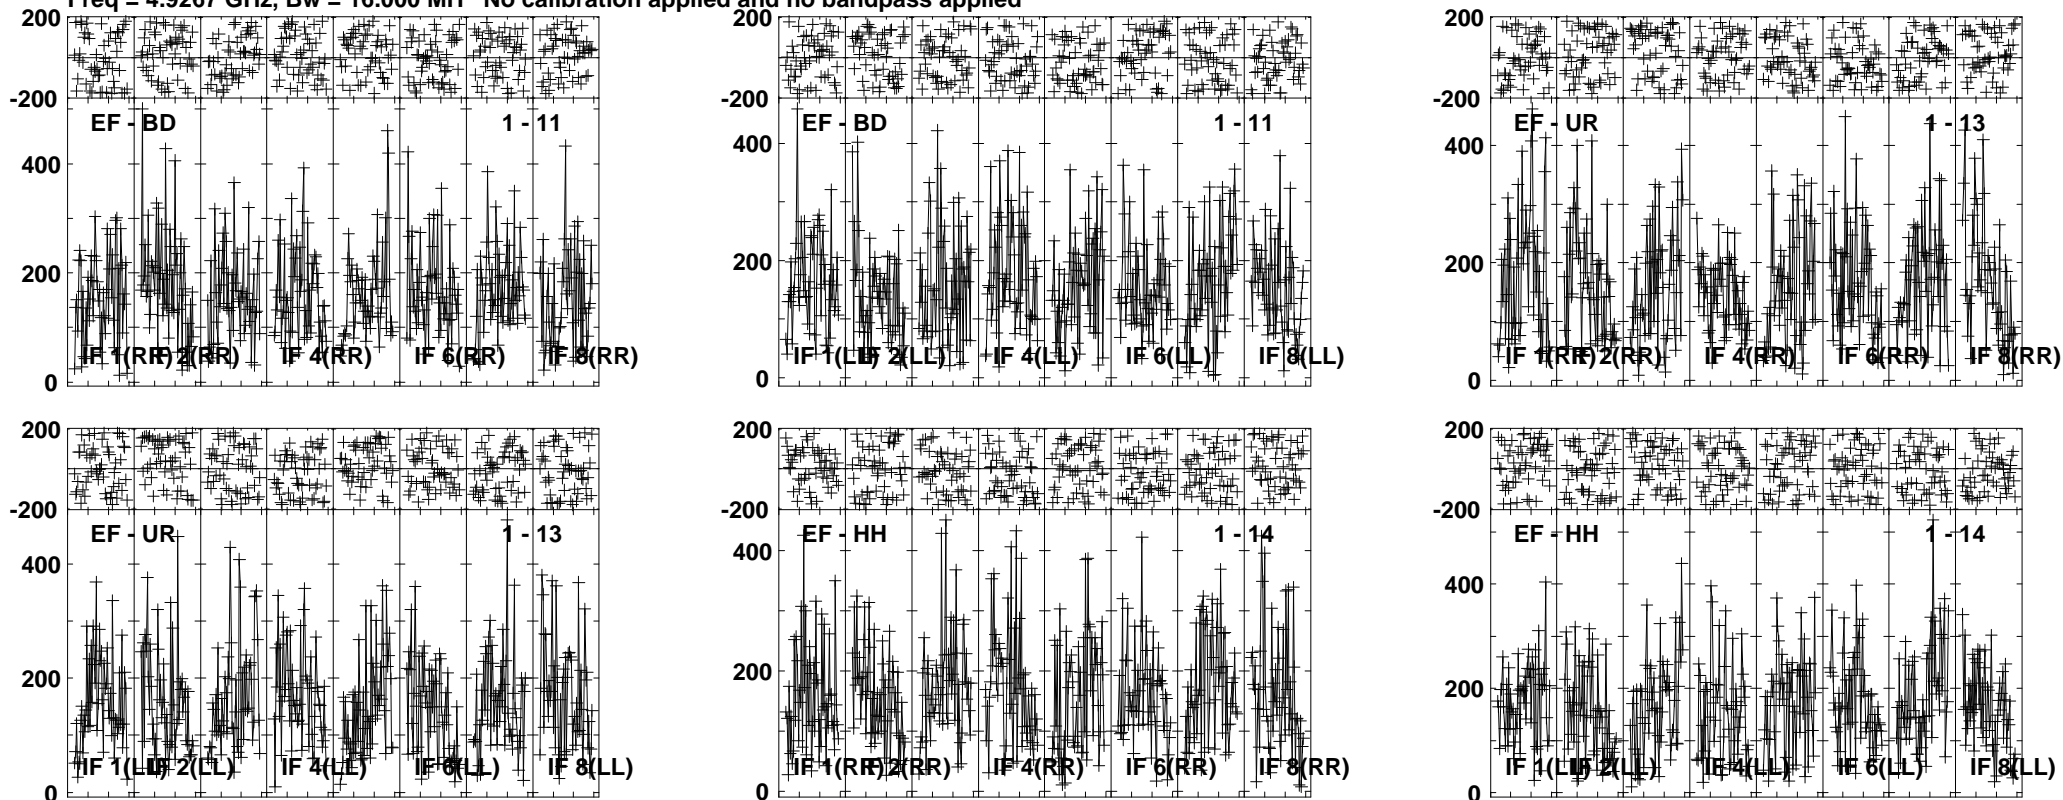 Freq = 4.9267 GHz, Bw = 16.000 MH No calibration applied and no bandpass applied
200
-200
EF - BD 1 - 11
400
200
0
IF 1(RR) IF 2(RR) IF 4(RR) IF 6(RR) IF 8(RR)
200
-200
EF - BD 1 - 11
400
200
0
IF 1(LL) IF 2(LL) IF 4(LL) IF 6(LL) IF 8(LL)
200
-200
EF - UR 1 - 13
400
200
0
IF 1(RR) IF 2(RR) IF 4(RR) IF 6(RR) IF 8(RR)
200
-200
EF - UR 1 - 13
400
200
0
IF 1(LL) IF 2(LL) IF 4(LL) IF 6(LL) IF 8(LL)
200
-200
EF - HH 1 - 14
400
200
0
IF 1(RR) IF 2(RR) IF 4(RR) IF 6(RR) IF 8(RR)
200
-200
EF - HH 1 - 14
400
200
0
IF 1(LL) IF 2(LL) IF 4(LL) IF 6(LL) IF 8(LL)